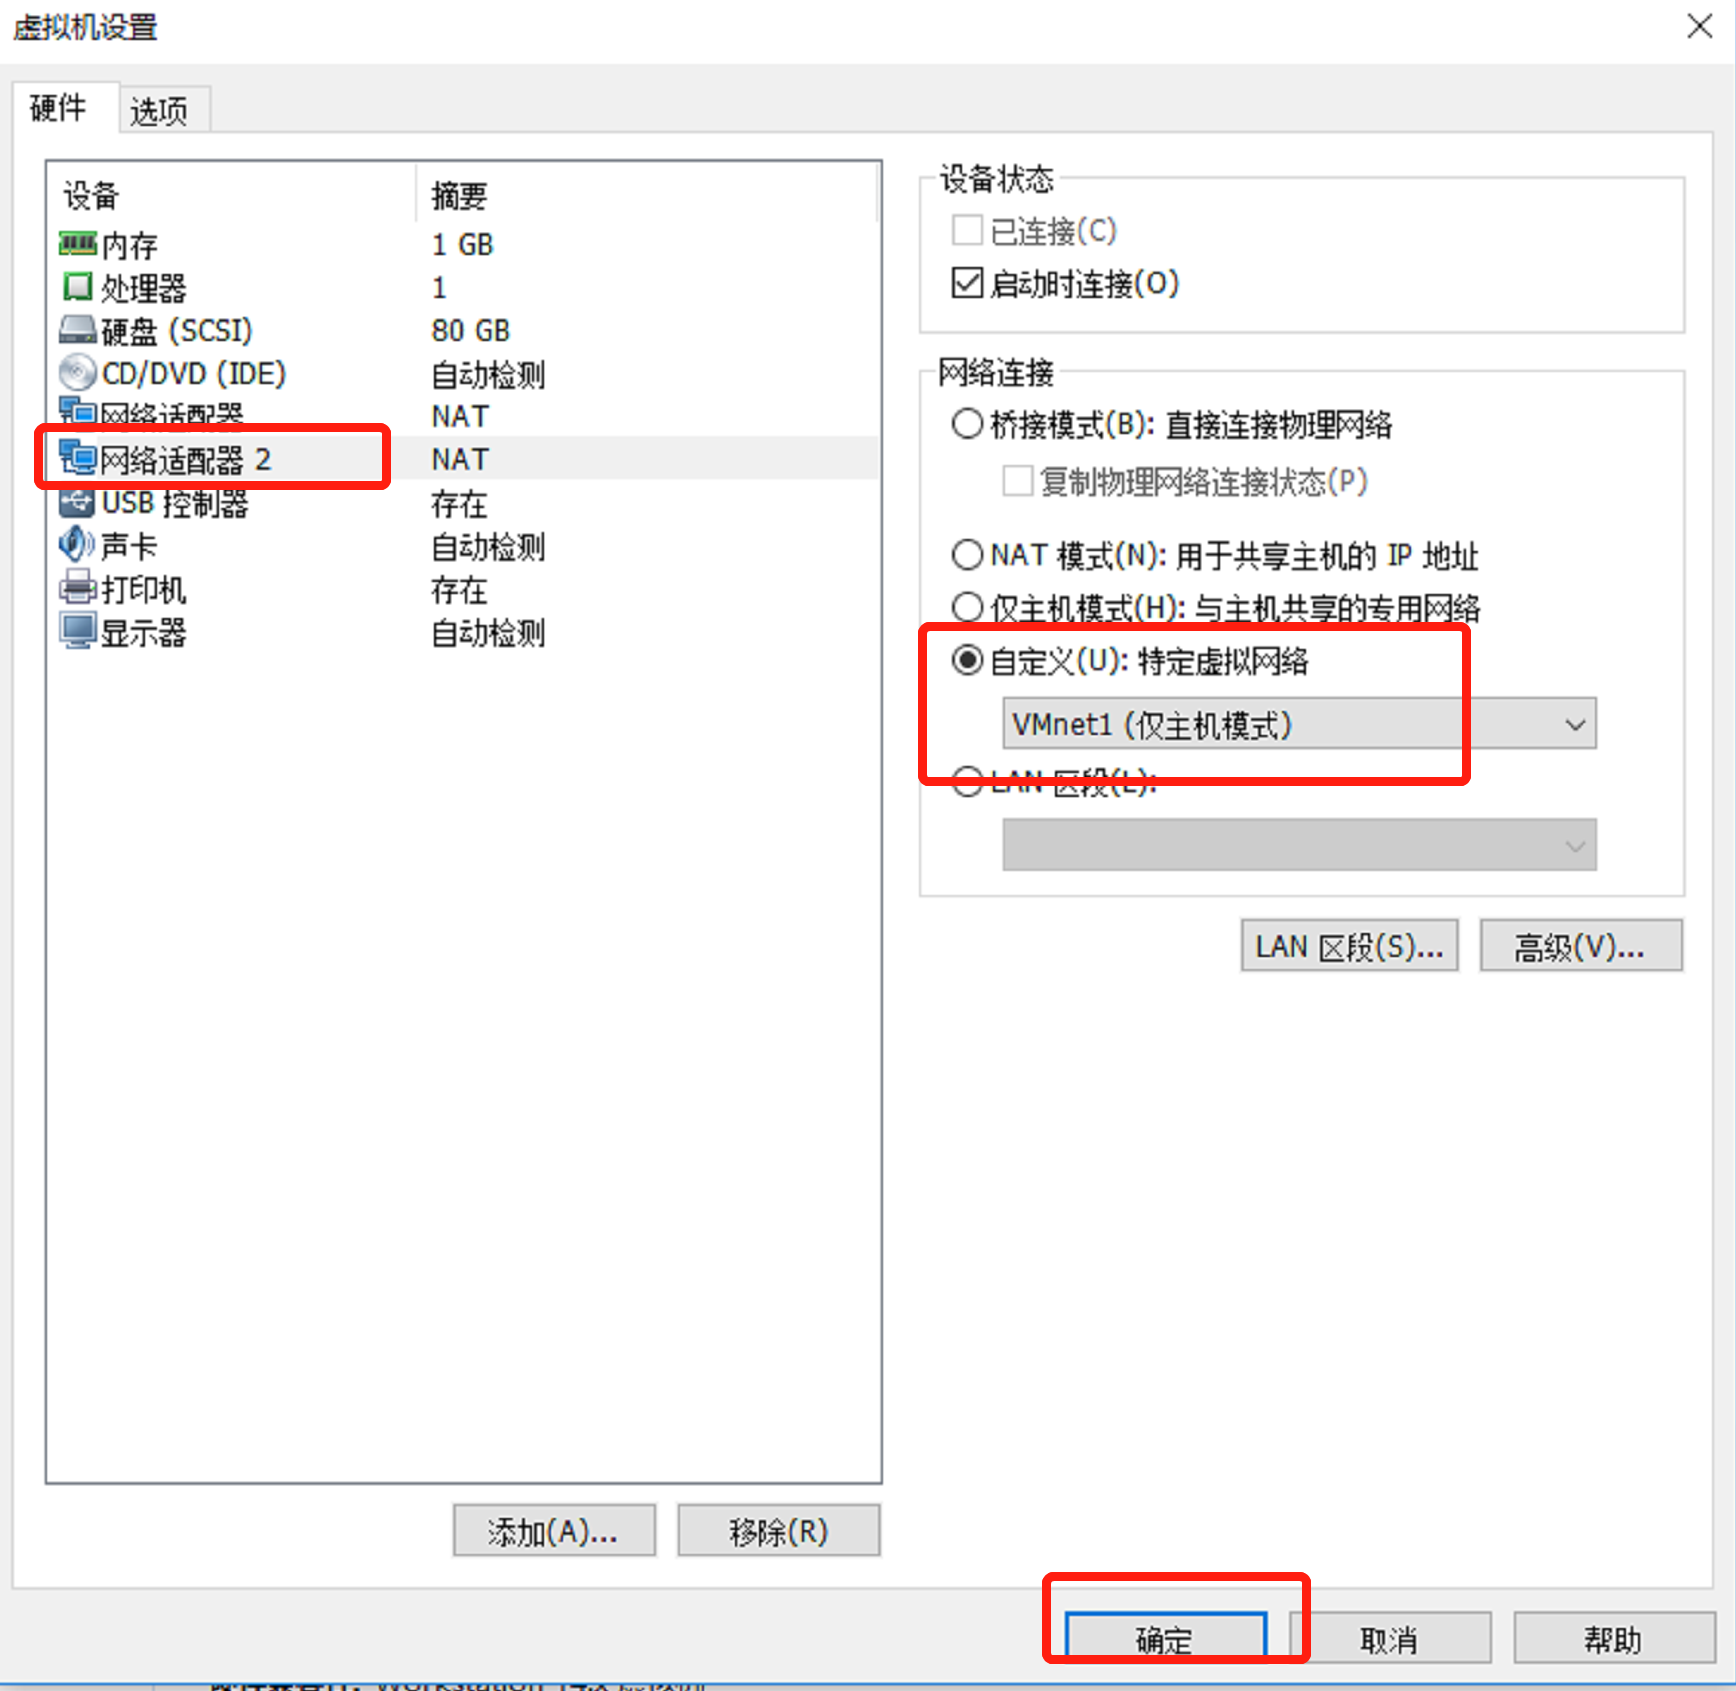 虚拟机设置
硬件 选项
设备 摘要
内存 1 GB
处理器 1
硬盘 (SCSI) 80 GB
CD/DVD (IDE) 自动检测
网络适配器 NAT
网络适配器 2 NAT
USB 控制器 存在
声卡 自动检测
打印机 存在
显示器 自动检测
添加(A)... 移除(R)
设备状态
已连接(C)
启动时连接(O)
网络连接
桥接模式(B): 直接连接物理网络
复制物理网络连接状态(P)
NAT 模式(N): 用于共享主机的 IP 地址
仅主机模式(H): 与主机共享的专用网络
自定义(U): 特定虚拟网络
VMnet1 (仅主机模式)
LAN 区段(L):
LAN 区段(S)... 高级(V)...
确定 取消 帮助